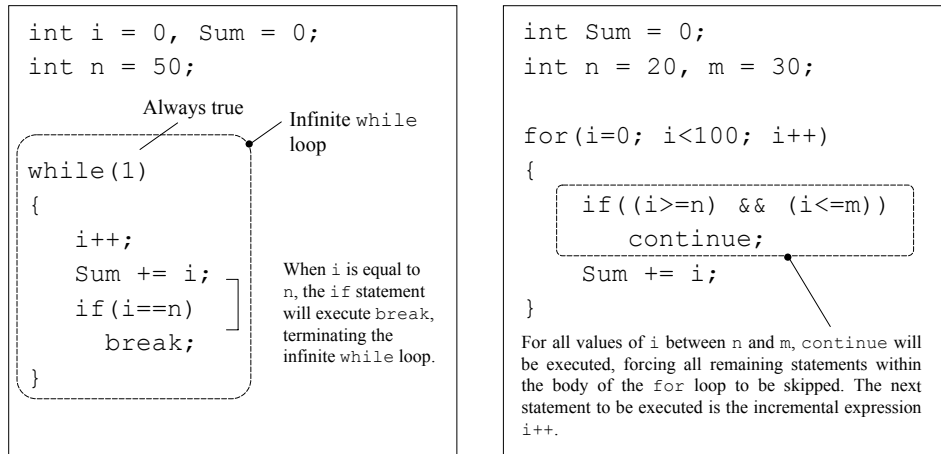 int i = 0, Sum = 0;
int n = 50;
Always true
Infinite while
loop
while(1)
{
i++;
Sum += i;
if(i==n)
break;
}
When i is equal to
n, the if statement
will execute break,
terminating the
infinite while loop.
int Sum = 0;
int n = 20, m = 30;
for(i=0; i<100; i++)
{
if((i>=n) && (i<=m))
continue;
Sum += i;
}
For all values of i between n and m, continue will
be executed, forcing all remaining statements within
the body of the for loop to be skipped. The next
statement to be executed is the incremental expression
i++.